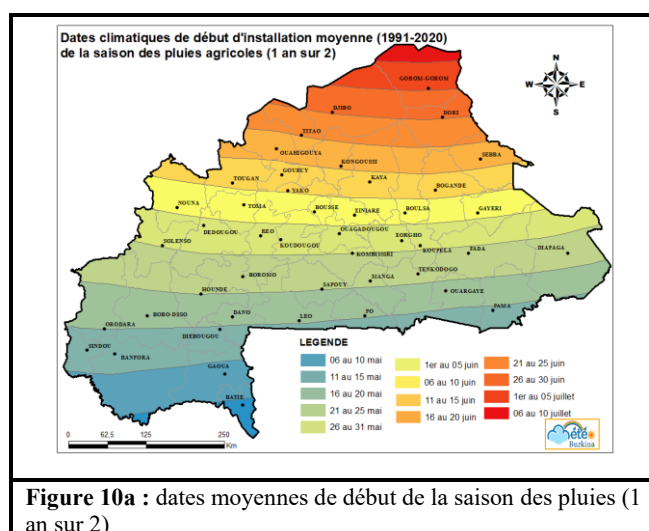 Dates climatiques de début d'installation moyenne (1991-2020)
de la saison des pluies agricoles (1 an sur 2)
N
W E
S
GOROM-GOROM
DJIBO
DORI
TITAO
OUAHIGOUYA
KONGOUSSI
SEBBA
GOURCY
TOUGAN
KAYA
YAKO
BOGANDE
NOUNA
TOMA
BOUSSE
ZINIARE
BOULSA
GAYERI
DEDOUGOU
REO
OUAGADOUGOU
ZORGHO
SOLENSO
KOUDOUGOU
KOUPELA
FADA
DIAPAGA
KOMBISSIRI
BOROMO
MANGA
TENKODOGO
HOUNDE
SAPOUY
OUARGAYE
BOBO-DSSO
DANO
LEO
PO
PAMA
ORODARA
DIEBOUGOU
SINDOU
BANFORA
GAOUA
BATIE
LEGENDE
06 au 10 mai
11 au 15 mai
16 au 20 mai
21 au 25 mai
26 au 31 mai
1er au 05 juin
06 au 10 juin
11 au 15 juin
16 au 20 juin
21 au 25 juin
26 au 30 juin
1er au 05 juillet
06 au 10 juillet
0 62,5 125 250
Km
Météo
Burkina
Figure 10a : dates moyennes de début de la saison des pluies (1
an sur 2)